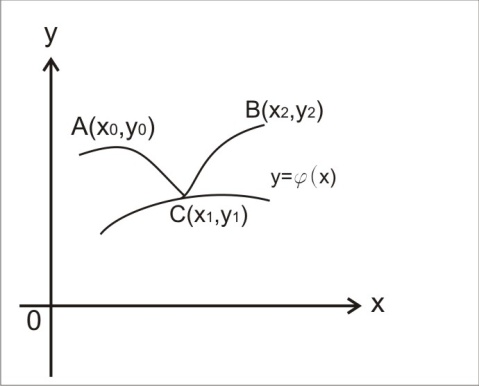 y
B(x₂,y₂)
A(x₀,y₀)
y=φ(x)
C(x₁,y₁)
x
0